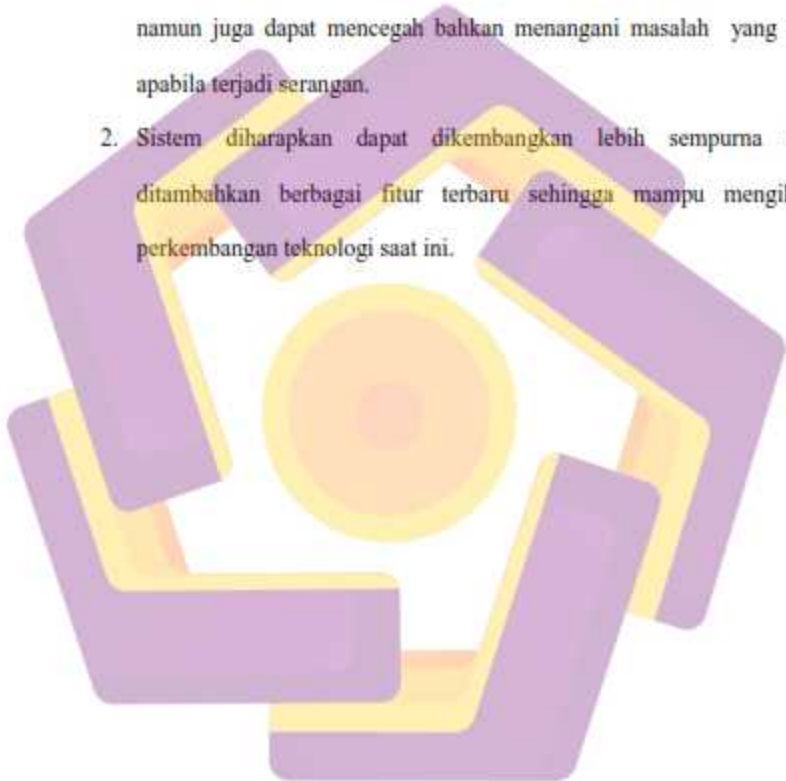 namun juga dapat mencegah bahkan menangani masalah yang
apabila terjadi serangan.
2. Sistem diharapkan dapat dikembangkan lebih sempurna
ditambahkan berbagai fitur terbaru sehingga mampu
perkembangan teknologi saat ini.